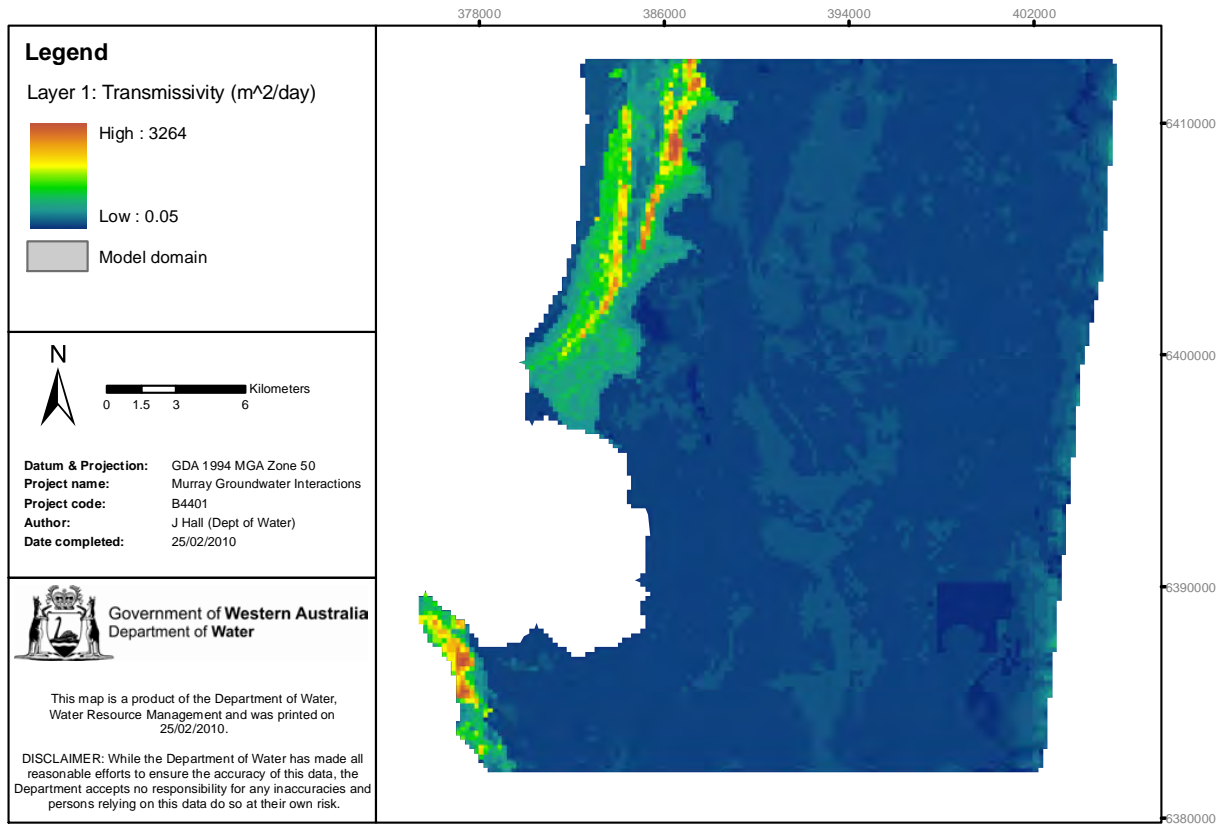 378000 386000 394000 402000
Legend
Layer 1: Transmissivity (m^2/day)
High : 3264
Low : 0.05
Model domain
N
Kilometers
0 1.5 3 6
Datum & Projection: GDA 1994 MGA Zone 50
Project name: Murray Groundwater Interactions
Project code: B4401
Author: J Hall (Dept of Water)
Date completed: 25/02/2010
Government of Western Australia
Department of Water
This map is a product of the Department of Water,
Water Resource Management and was printed on
25/02/2010.
DISCLAIMER: While the Department of Water has made all
reasonable efforts to ensure the accuracy of this data, the
Department accepts no responsibility for any inaccuracies and
persons relying on this data do so at their own risk.
6410000
6400000
6390000
6380000